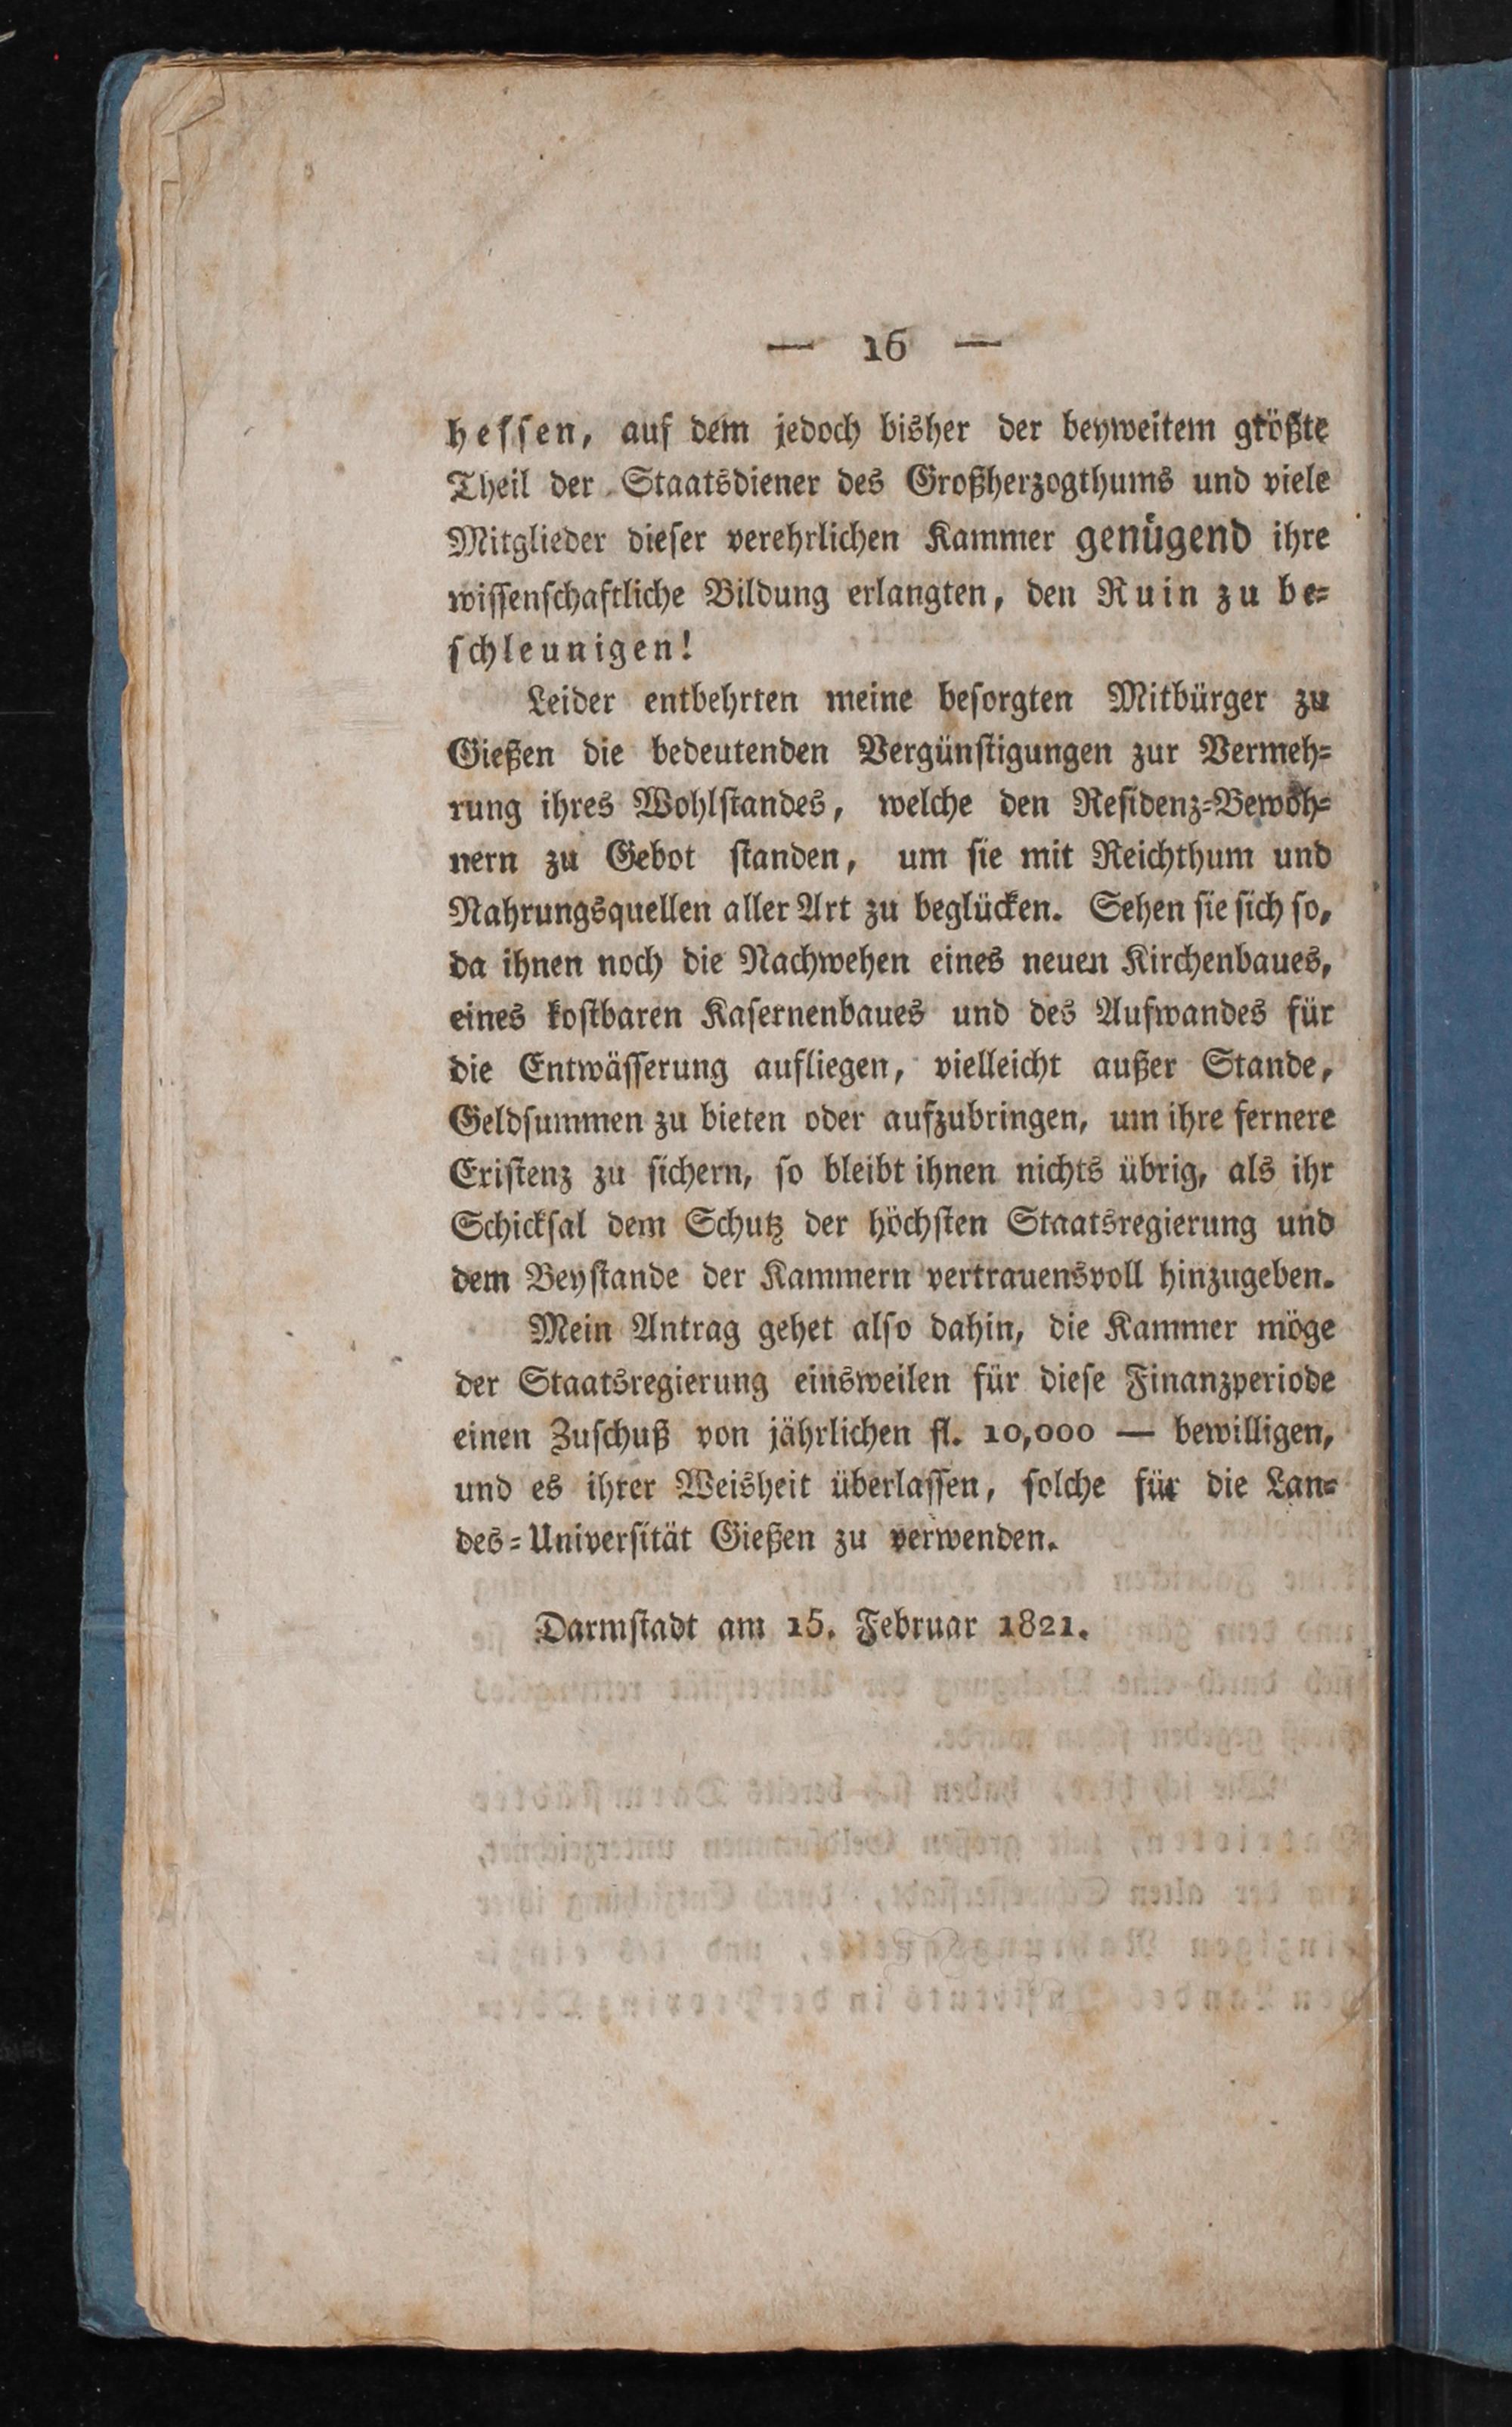 — 16 —
hessen, auf dem jedoch bisher der beyweitem größte
Theil der Staatsdiener des Großherzogthums und viele
Mitglieder dieser verehrlichen Kammer genügend ihre
wissenschaftliche Bildung erlangten, den Ruin zu be-
schleunigen!
Leider entbehrten meine besorgten Mitbürger zu
Gießen die bedeutenden Vergünstigungen zur Vermeh-
rung ihres Wohlstandes, welche den Residenz-Bewoh-
nern zu Gebot standen, um sie mit Reichthum und
Nahrungsquellen aller Art zu beglücken. Sehen sie sich so,
da ihnen noch die Nachwehen eines neuen Kirchenbaues,
eines kostbaren Kasernenbaues und des Aufwandes für
die Entwässerung aufliegen, vielleicht außer Stande,
Geldsummen zu bieten oder aufzubringen, um ihre fernere
Existenz zu sichern, so bleibt ihnen nichts übrig, als ihr
Schicksal dem Schutz der höchsten Staatsregierung und
dem Beystande der Kammern vertrauensvoll hinzugeben.
Mein Antrag gehet also dahin, die Kammer möge
der Staatsregierung einsweilen für diese Finanzperiode
einen Zuschuß von jährlichen fl. 10,000 — bewilligen,
und es ihrer Weisheit überlassen, solche für die Lan-
des-Universität Gießen zu verwenden.
Darmstadt am 15. Februar 1821.